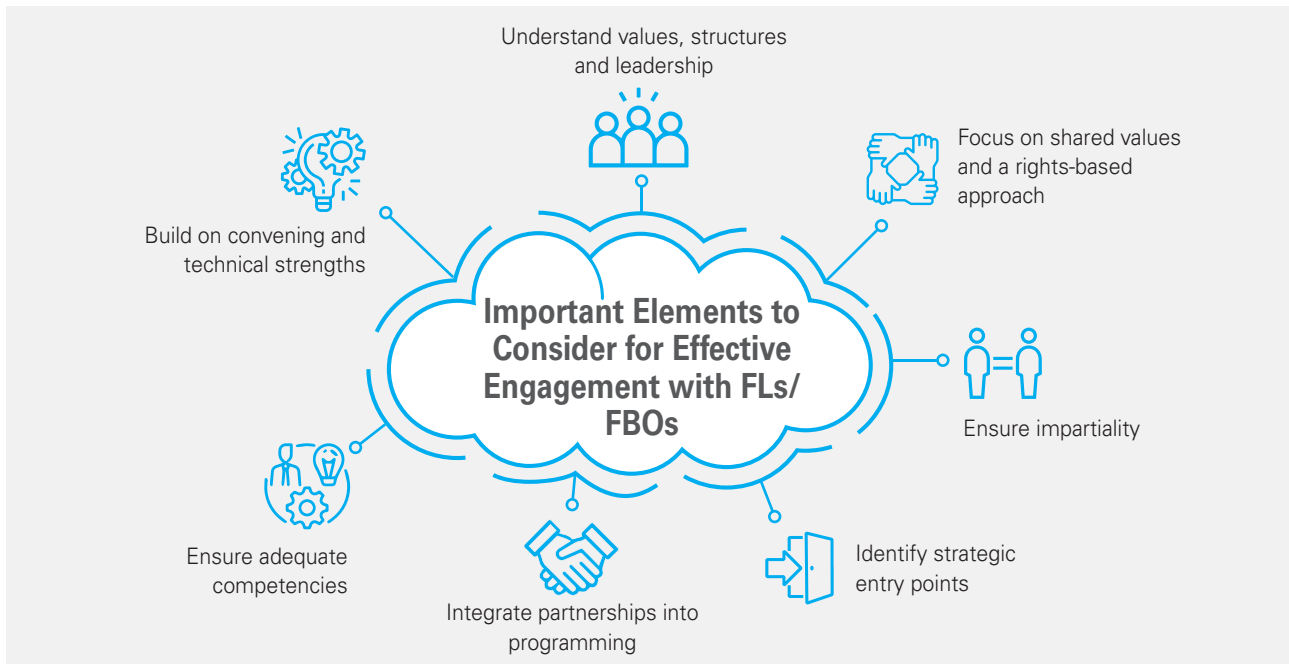 Understand values, structures
and leadership
Focus on shared values
and a rights-based
approach
Build on convening and
technical strengths
Important Elements to
Consider for Effective
Engagement with FLs/
FBOs
Ensure impartiality
Ensure adequate
competencies
Identify strategic
entry points
Integrate partnerships into
programming